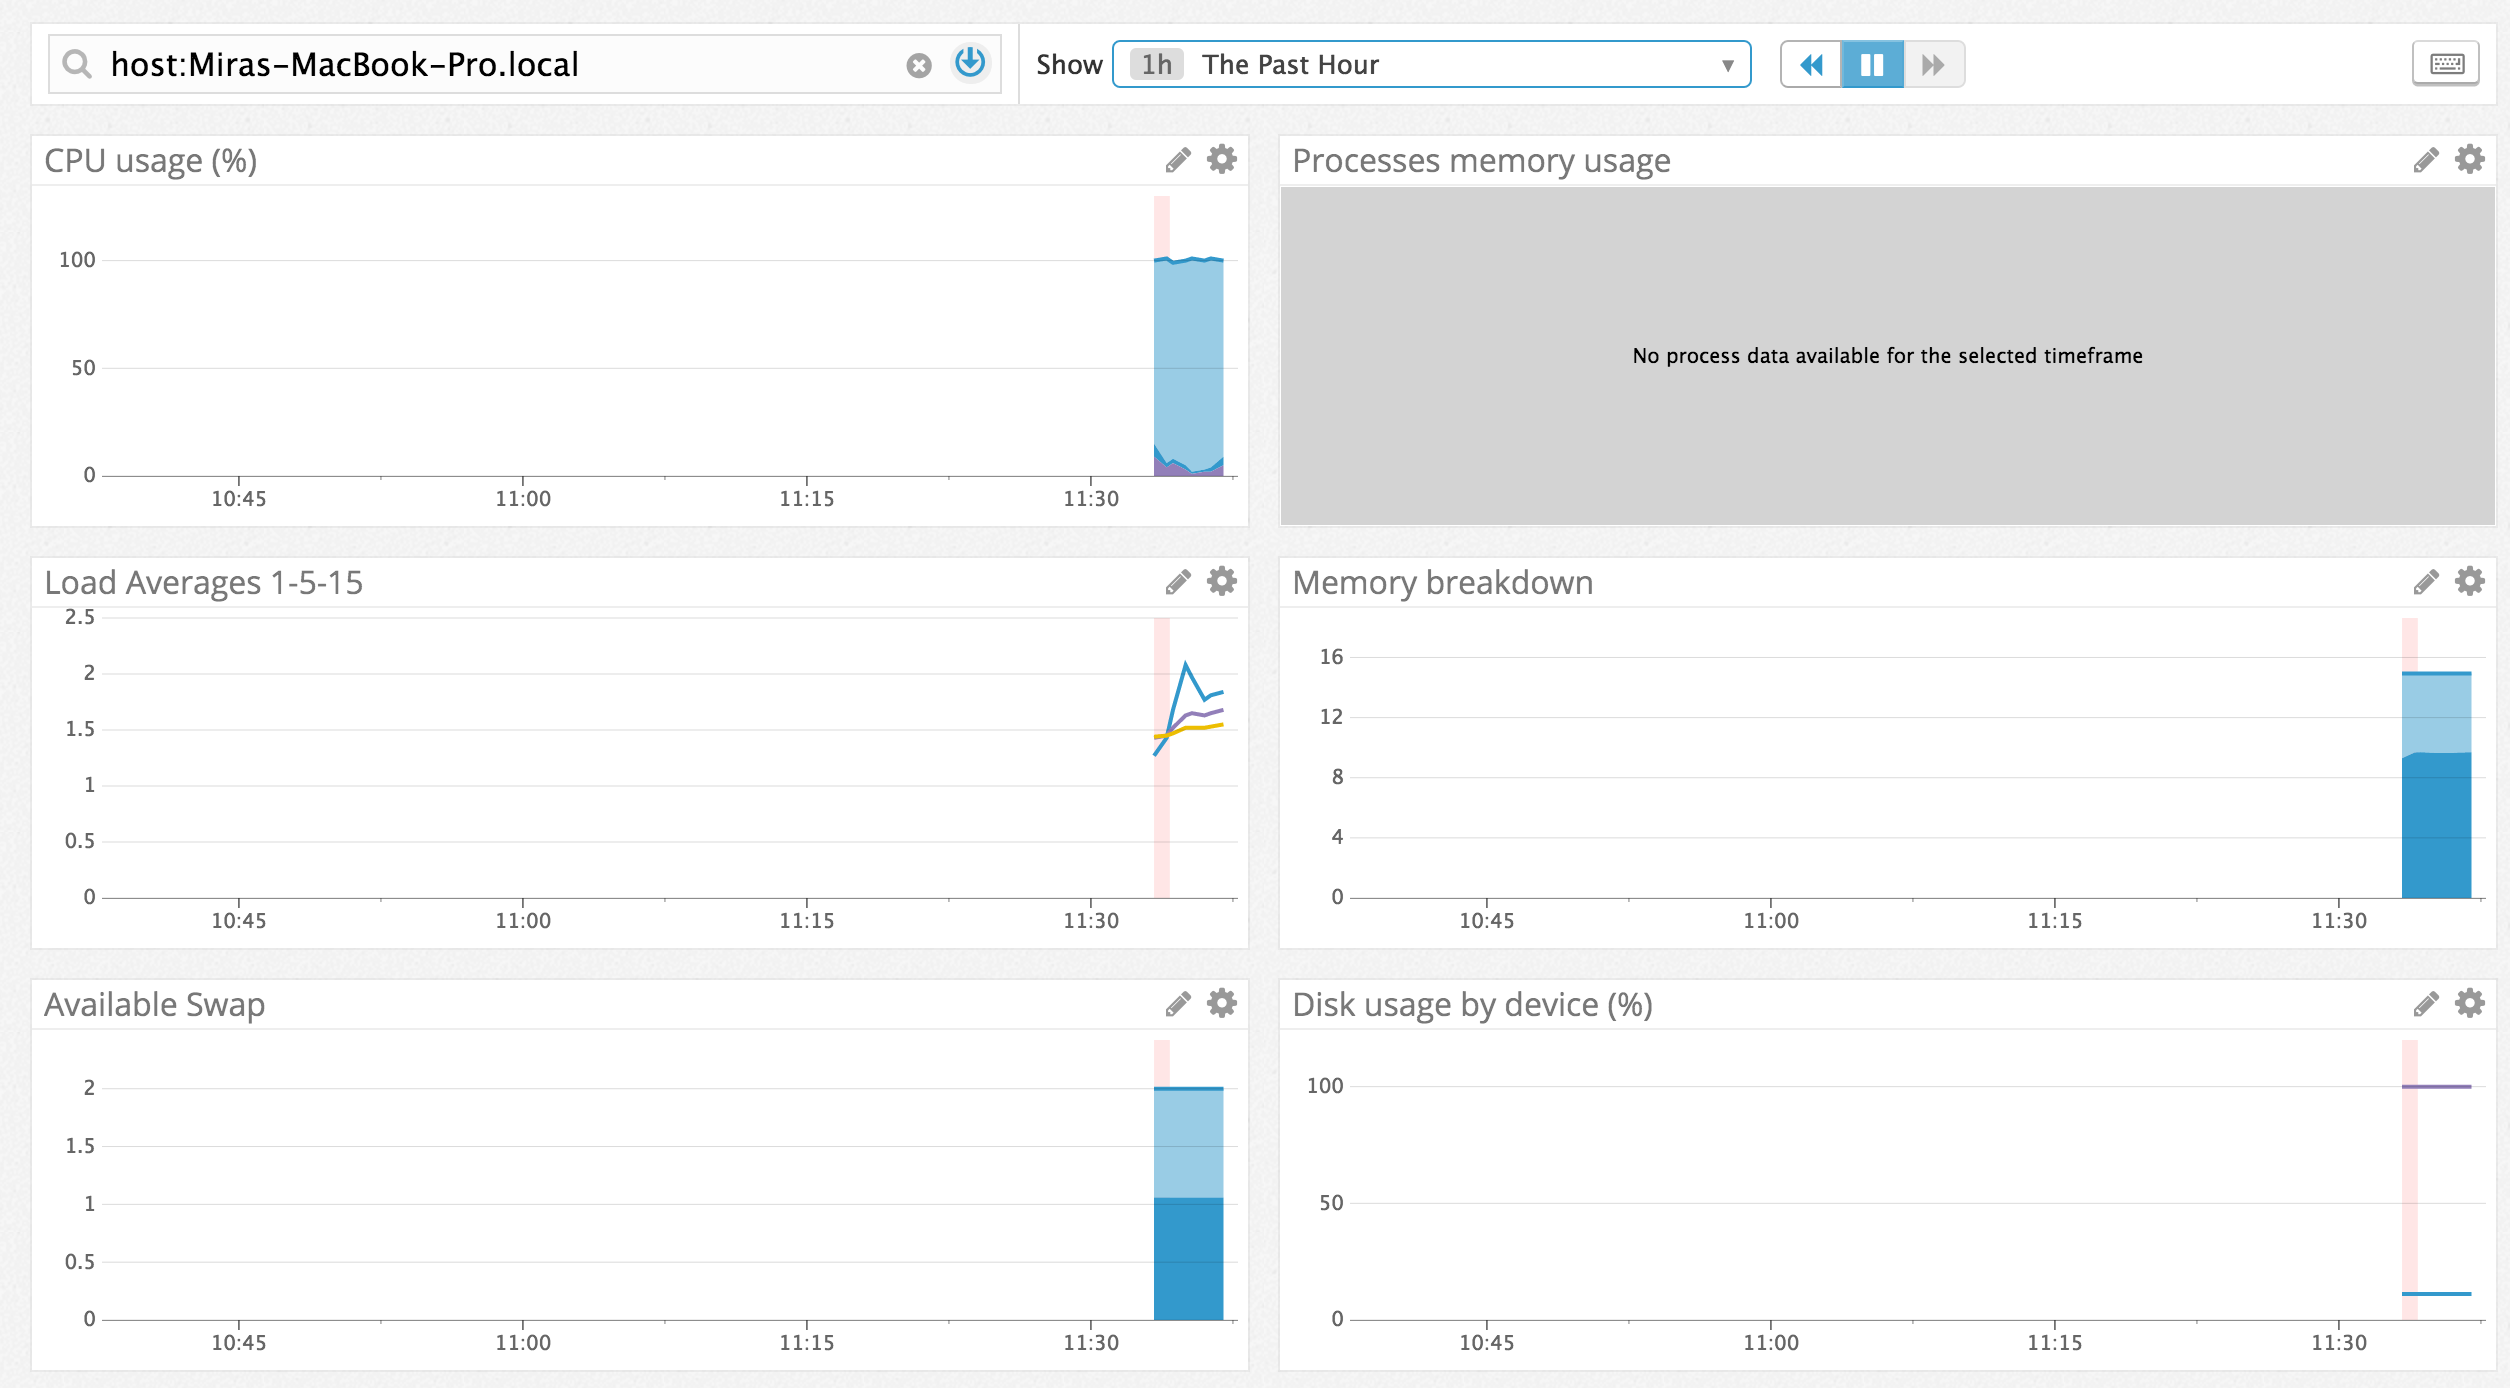 host:Miras-MacBook-Pro.local
Show 1h The Past Hour
CPU usage (%)
100
50
0
10:45 11:00 11:15 11:30
Processes memory usage
No process data available for the selected timeframe
Load Averages 1-5-15
2.5
2
1.5
1
0.5
0
10:45 11:00 11:15 11:30
Memory breakdown
16
12
8
4
0
10:45 11:00 11:15 11:30
Available Swap
2
1.5
1
0.5
0
10:45 11:00 11:15 11:30
Disk usage by device (%)
100
50
0
10:45 11:00 11:15 11:30